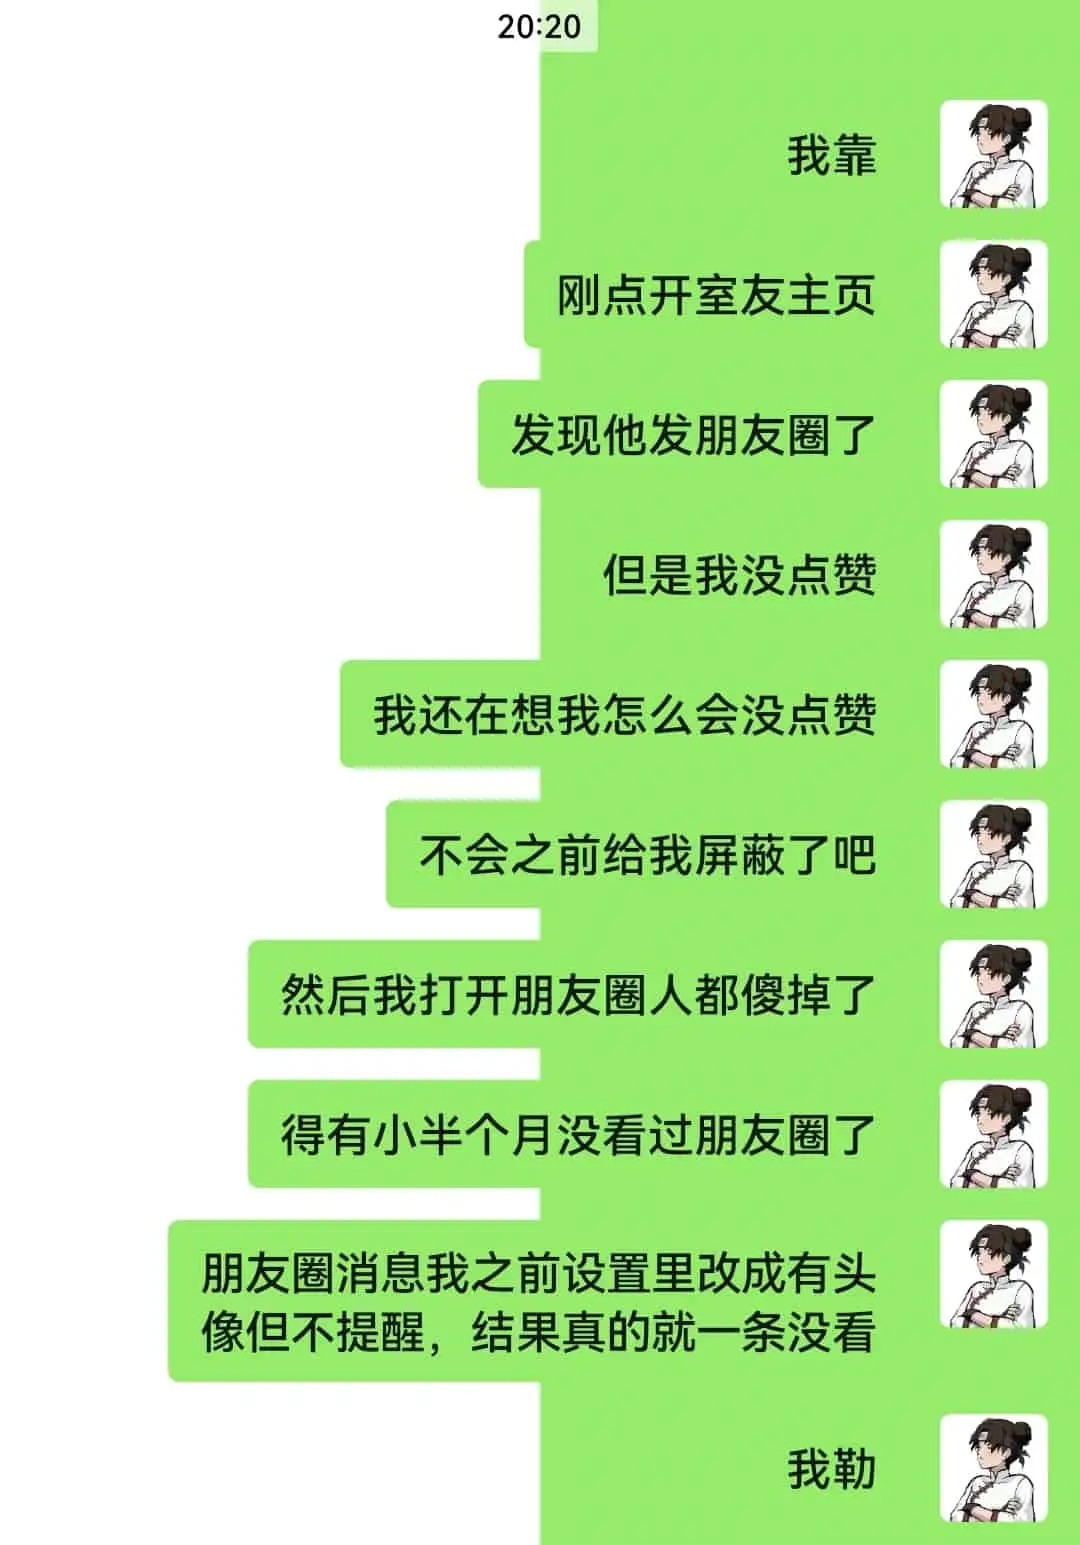 20:20
我靠
刚点开室友主页
发现他发朋友圈了
但是我没点赞
我还在想我怎么会没点赞
不会之前给我屏蔽了吧
然后我打开朋友圈人都傻掉了
得有小半个月没看过朋友圈了
朋友圈消息我之前设置里改成有头
像但不提醒，结果真的就一条没看
我勒